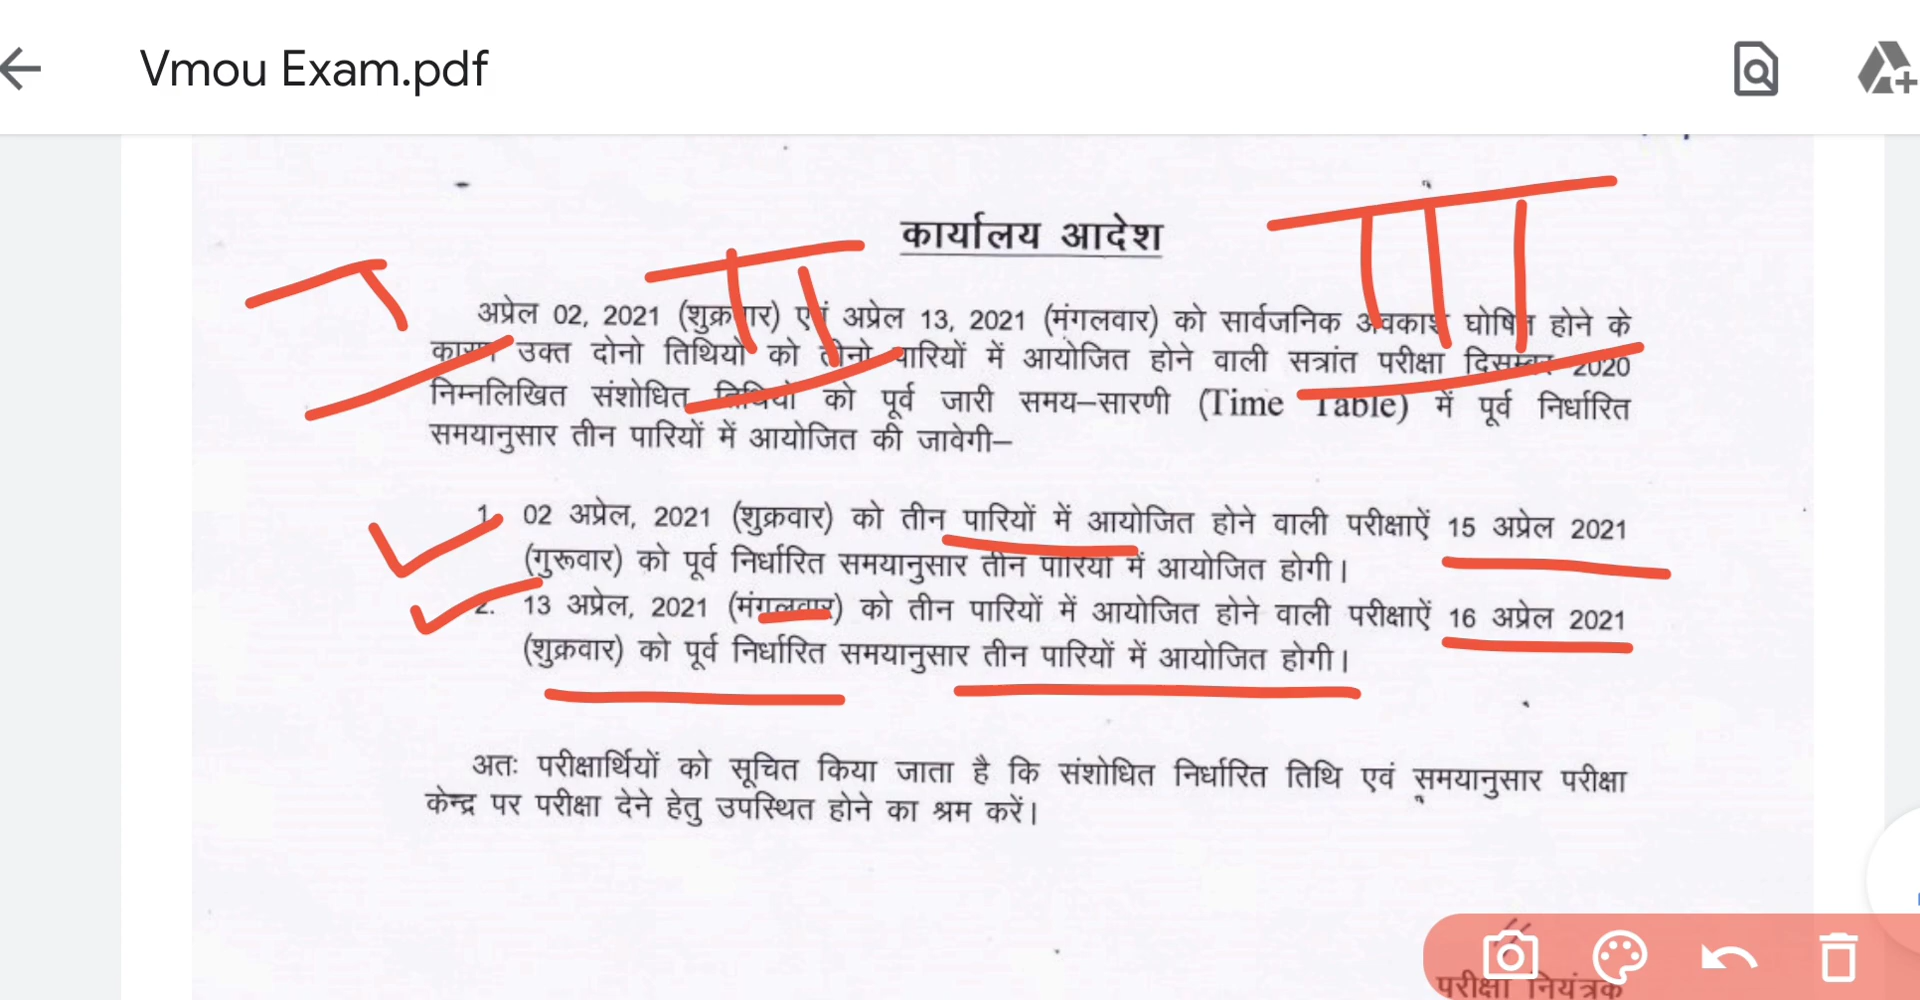 Vmou Exam.pdf
कार्यालय आदेश
अप्रेल 02, 2021 (शुक्रवार) एवं अप्रेल 13, 2021 (मंगलवार) को सार्वजनिक अवकाश घोषित होने के
कारण उक्त दोनो तिथियों को तीनो पारियों में आयोजित होने वाली सत्रांत परीक्षा दिसम्बर 2020
निम्नलिखित संशोधित तिथियों को पूर्व जारी समय–सारणी (Time Table) में पूर्व निर्धारित
समयानुसार तीन पारियों में आयोजित की जावेगी–
1. 02 अप्रेल, 2021 (शुक्रवार) को तीन पारियों में आयोजित होने वाली परीक्षाऐं 15 अप्रेल 2021
(गुरूवार) को पूर्व निर्धारित समयानुसार तीन पारियों में आयोजित होगी।
2. 13 अप्रेल, 2021 (मंगलवार) को तीन पारियों में आयोजित होने वाली परीक्षाऐं 16 अप्रेल 2021
(शुक्रवार) को पूर्व निर्धारित समयानुसार तीन पारियों में आयोजित होगी।
अतः परीक्षार्थियों को सूचित किया जाता है कि संशोधित निर्धारित तिथि एवं समयानुसार परीक्षा
केन्द्र पर परीक्षा देने हेतु उपस्थित होने का श्रम करें।
परीक्षा नियंत्रक